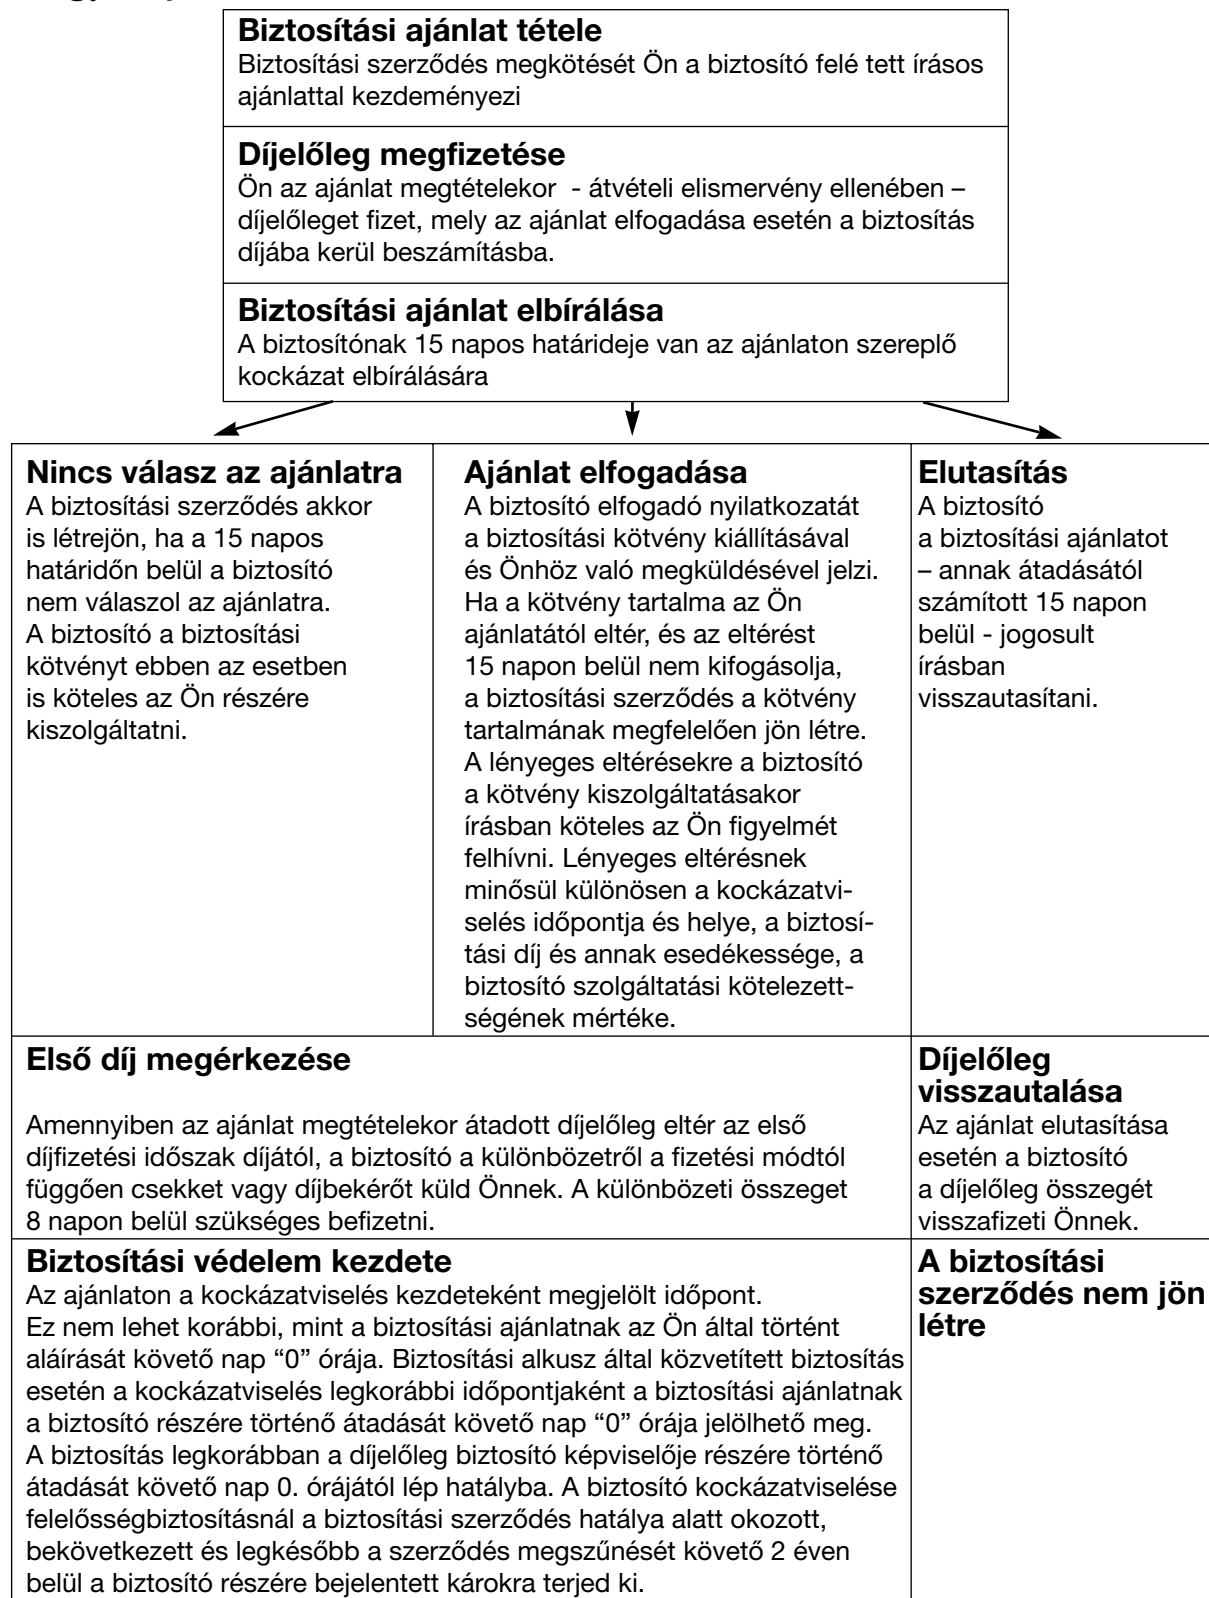 Biztosítási ajánlat tétele
Biztosítási szerződés megkötését Ön a biztosító felé tett írásos
ajánlattal kezdeményezi
Díjelőleg megfizetése
Ön az ajánlat megtételekor - átvételi elismervény ellenében –
díjelőleget fizet, mely az ajánlat elfogadása esetén a biztosítás
díjába kerül beszámításba.
Biztosítási ajánlat elbírálása
A biztosítónak 15 napos határideje van az ajánlaton szereplő
kockázat elbírálására
Nincs válasz az ajánlatra
A biztosítási szerződés akkor
is létrejön, ha a 15 napos
határidőn belül a biztosító
nem válaszol az ajánlatra.
A biztosító a biztosítási
kötvényt ebben az esetben
is köteles az Ön részére
kiszolgáltatni.
Ajánlat elfogadása
A biztosító elfogadó nyilatkozatát
a biztosítási kötvény kiállításával
és Önhöz való megküldésével jelzi.
Ha a kötvény tartalma az Ön
ajánlatától eltér, és az eltérést
15 napon belül nem kifogásolja,
a biztosítási szerződés a kötvény
tartalmának megfelelően jön létre.
A lényeges eltérésekre a biztosító
a kötvény kiszolgáltatásakor
írásban köteles az Ön figyelmét
felhívni. Lényeges eltérésnek
minősül különösen a kockázatvi-
selés időpontja és helye, a biztosí-
tási díj és annak esedékessége, a
biztosító szolgáltatási kötelezett-
ségének mértéke.
Elutasítás
A biztosító
a biztosítási ajánlatot
– annak átadásától
számított 15 napon
belül - jogosult
írásban
visszautasítani.
Első díj megérkezése
Amennyiben az ajánlat megtételekor átadott díjelőleg eltér az első
díjfizetési időszak díjától, a biztosító a különbözetről a fizetési módtól
függően csekket vagy díjbekérőt küld Önnek. A különbözeti összeget
8 napon belül szükséges befizetni.
Díjelőleg
visszautalása
Az ajánlat elutasítása
esetén a biztosító
a díjelőleg összegét
visszafizeti Önnek.
Biztosítási védelem kezdete
Az ajánlaton a kockázatviselés kezdeteként megjelölt időpont.
Ez nem lehet korábbi, mint a biztosítási ajánlatnak az Ön által történt
aláírását követő nap “0” órája. Biztosítási alkusz által közvetített biztosítás
esetén a kockázatviselés legkorábbi időpontjaként a biztosítási ajánlatnak
a biztosító részére történő átadását követő nap “0” órája jelölhető meg.
A biztosítás legkorábban a díjelőleg biztosító képviselője részére történő
átadását követő nap 0. órájától lép hatályba. A biztosító kockázatviselése
felelősségbiztosításnál a biztosítási szerződés hatálya alatt okozott,
bekövetkezett és legkésőbb a szerződés megszűnését követő 2 éven
belül a biztosító részére bejelentett károkra terjed ki.
A biztosítási
szerződés nem jön
létre